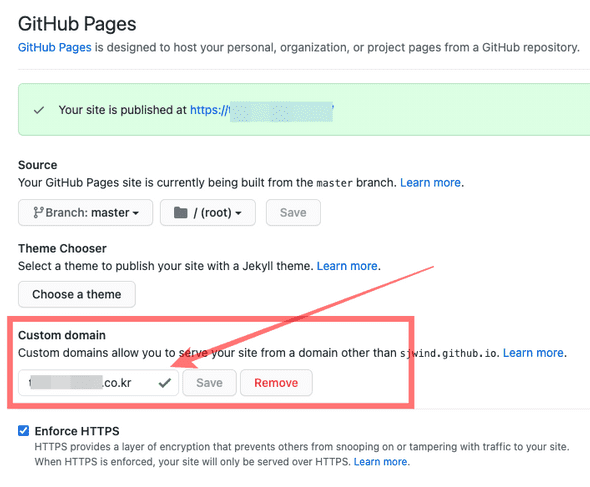 GitHub Pages
GitHub Pages is designed to host your personal, organization, or project pages from a GitHub repository.
Your site is published at https://
Source
Your GitHub Pages site is currently being built from the master branch. Learn more.
Branch: master / (root) Save
Theme Chooser
Select a theme to publish your site with a Jekyll theme. Learn more.
Choose a theme
Custom domain
Custom domains allow you to serve your site from a domain other than sjwind.github.io. Learn more.
.co.kr Save Remove
Enforce HTTPS
HTTPS provides a layer of encryption that prevents others from snooping on or tampering with traffic to your site.
When HTTPS is enforced, your site will only be served over HTTPS. Learn more.